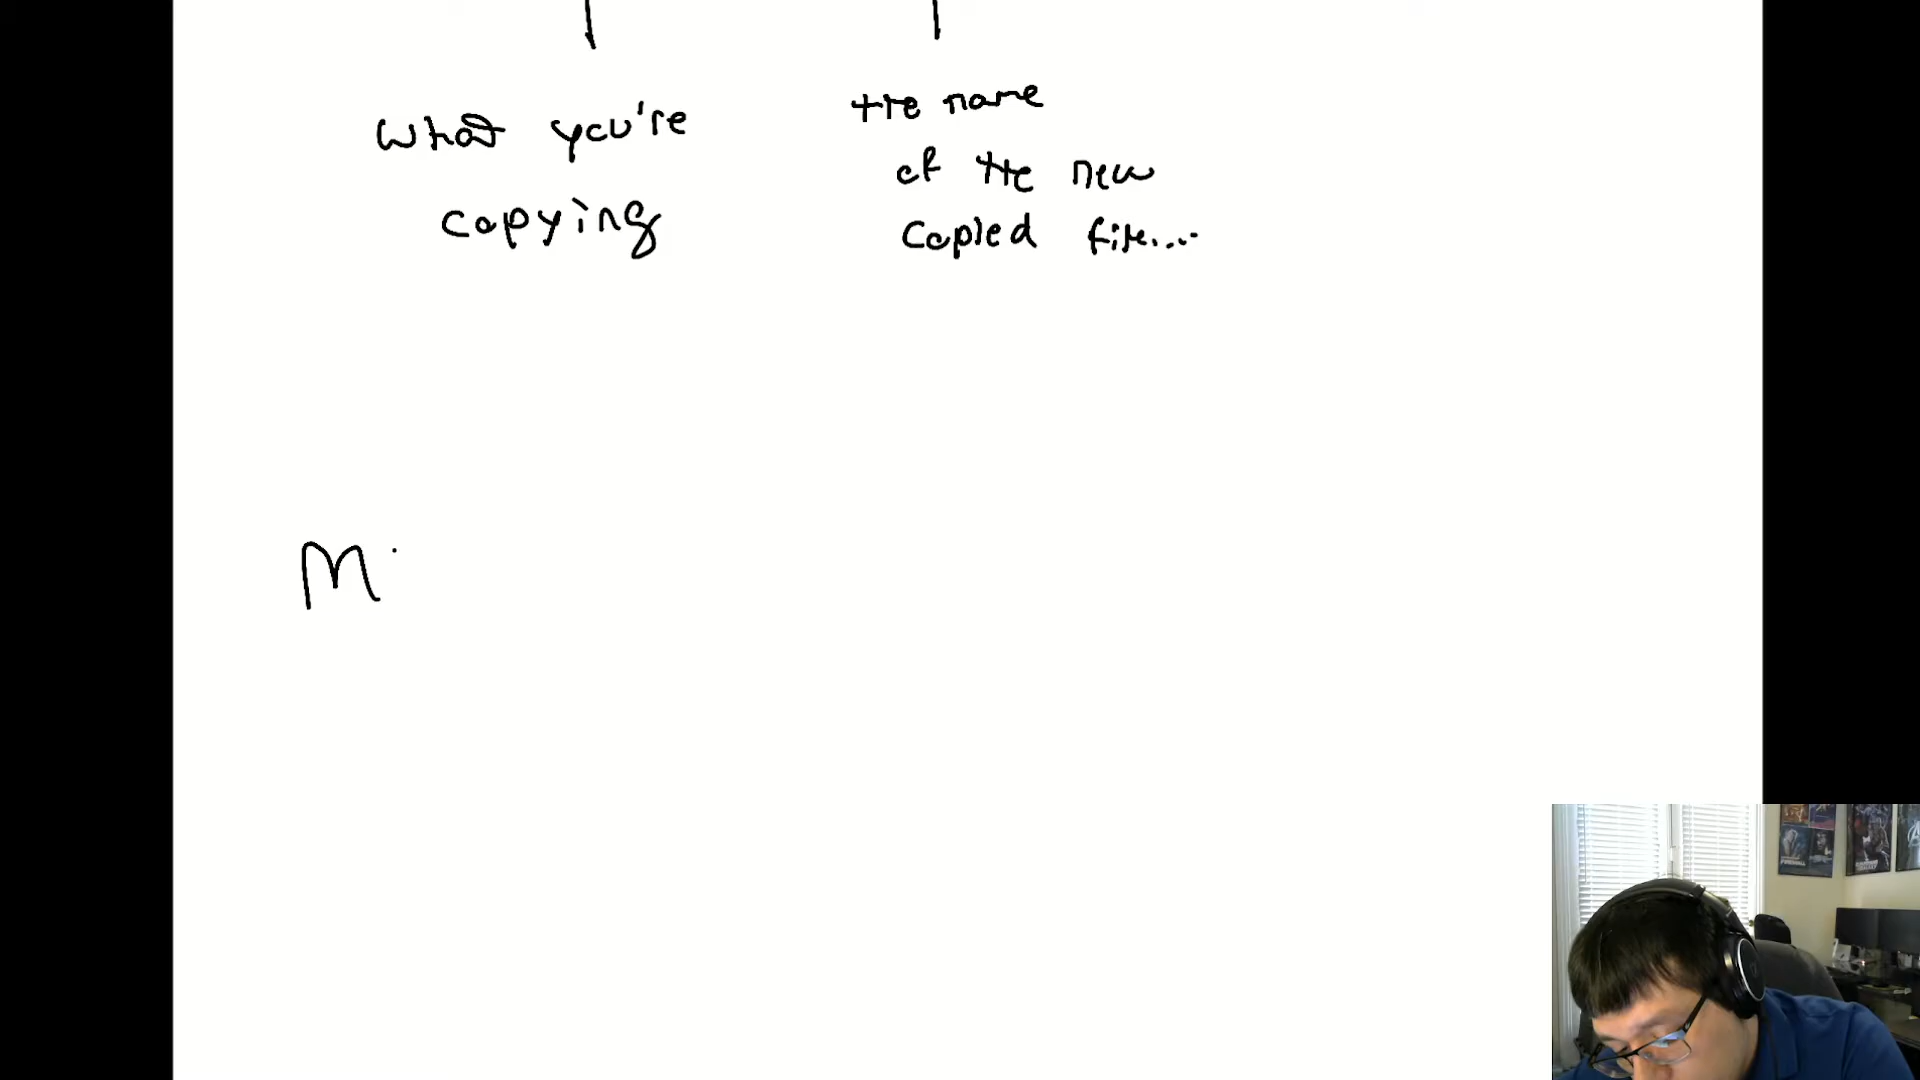 What you're
copying
the name
of the new
copied file....
M